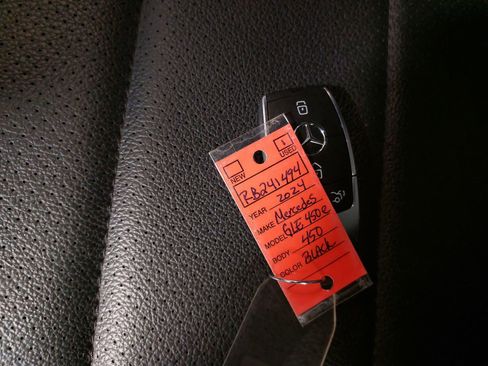 NEW
USED
RB241494
YEAR 2024
MAKE Mercedes
MODEL GLE 450e
BODY 450
COLOR BLACK